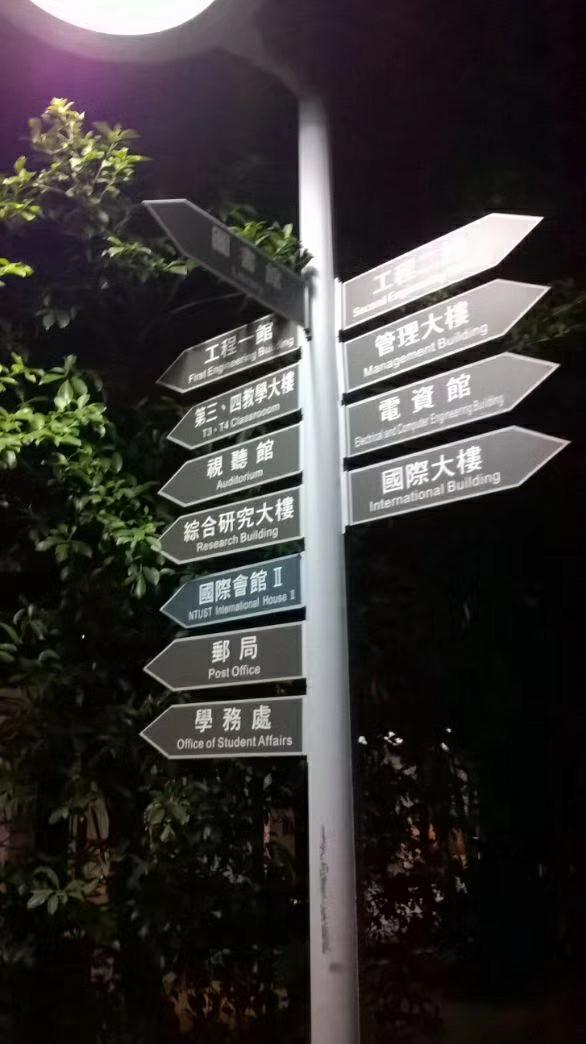 圖書館
Library
工程一館
First Engineering Building
第三、四教學大樓
T3、T4 Classrooom
視聽館
Auditorium
綜合研究大樓
Research Building
國際會館 II
NTUST International House II
郵局
Post Office
學務處
Office of Student Affairs
工程二館
Second Engineering
管理大樓
Management Building
電資館
Electrical and Computer Engineering Building
國際大樓
International Building